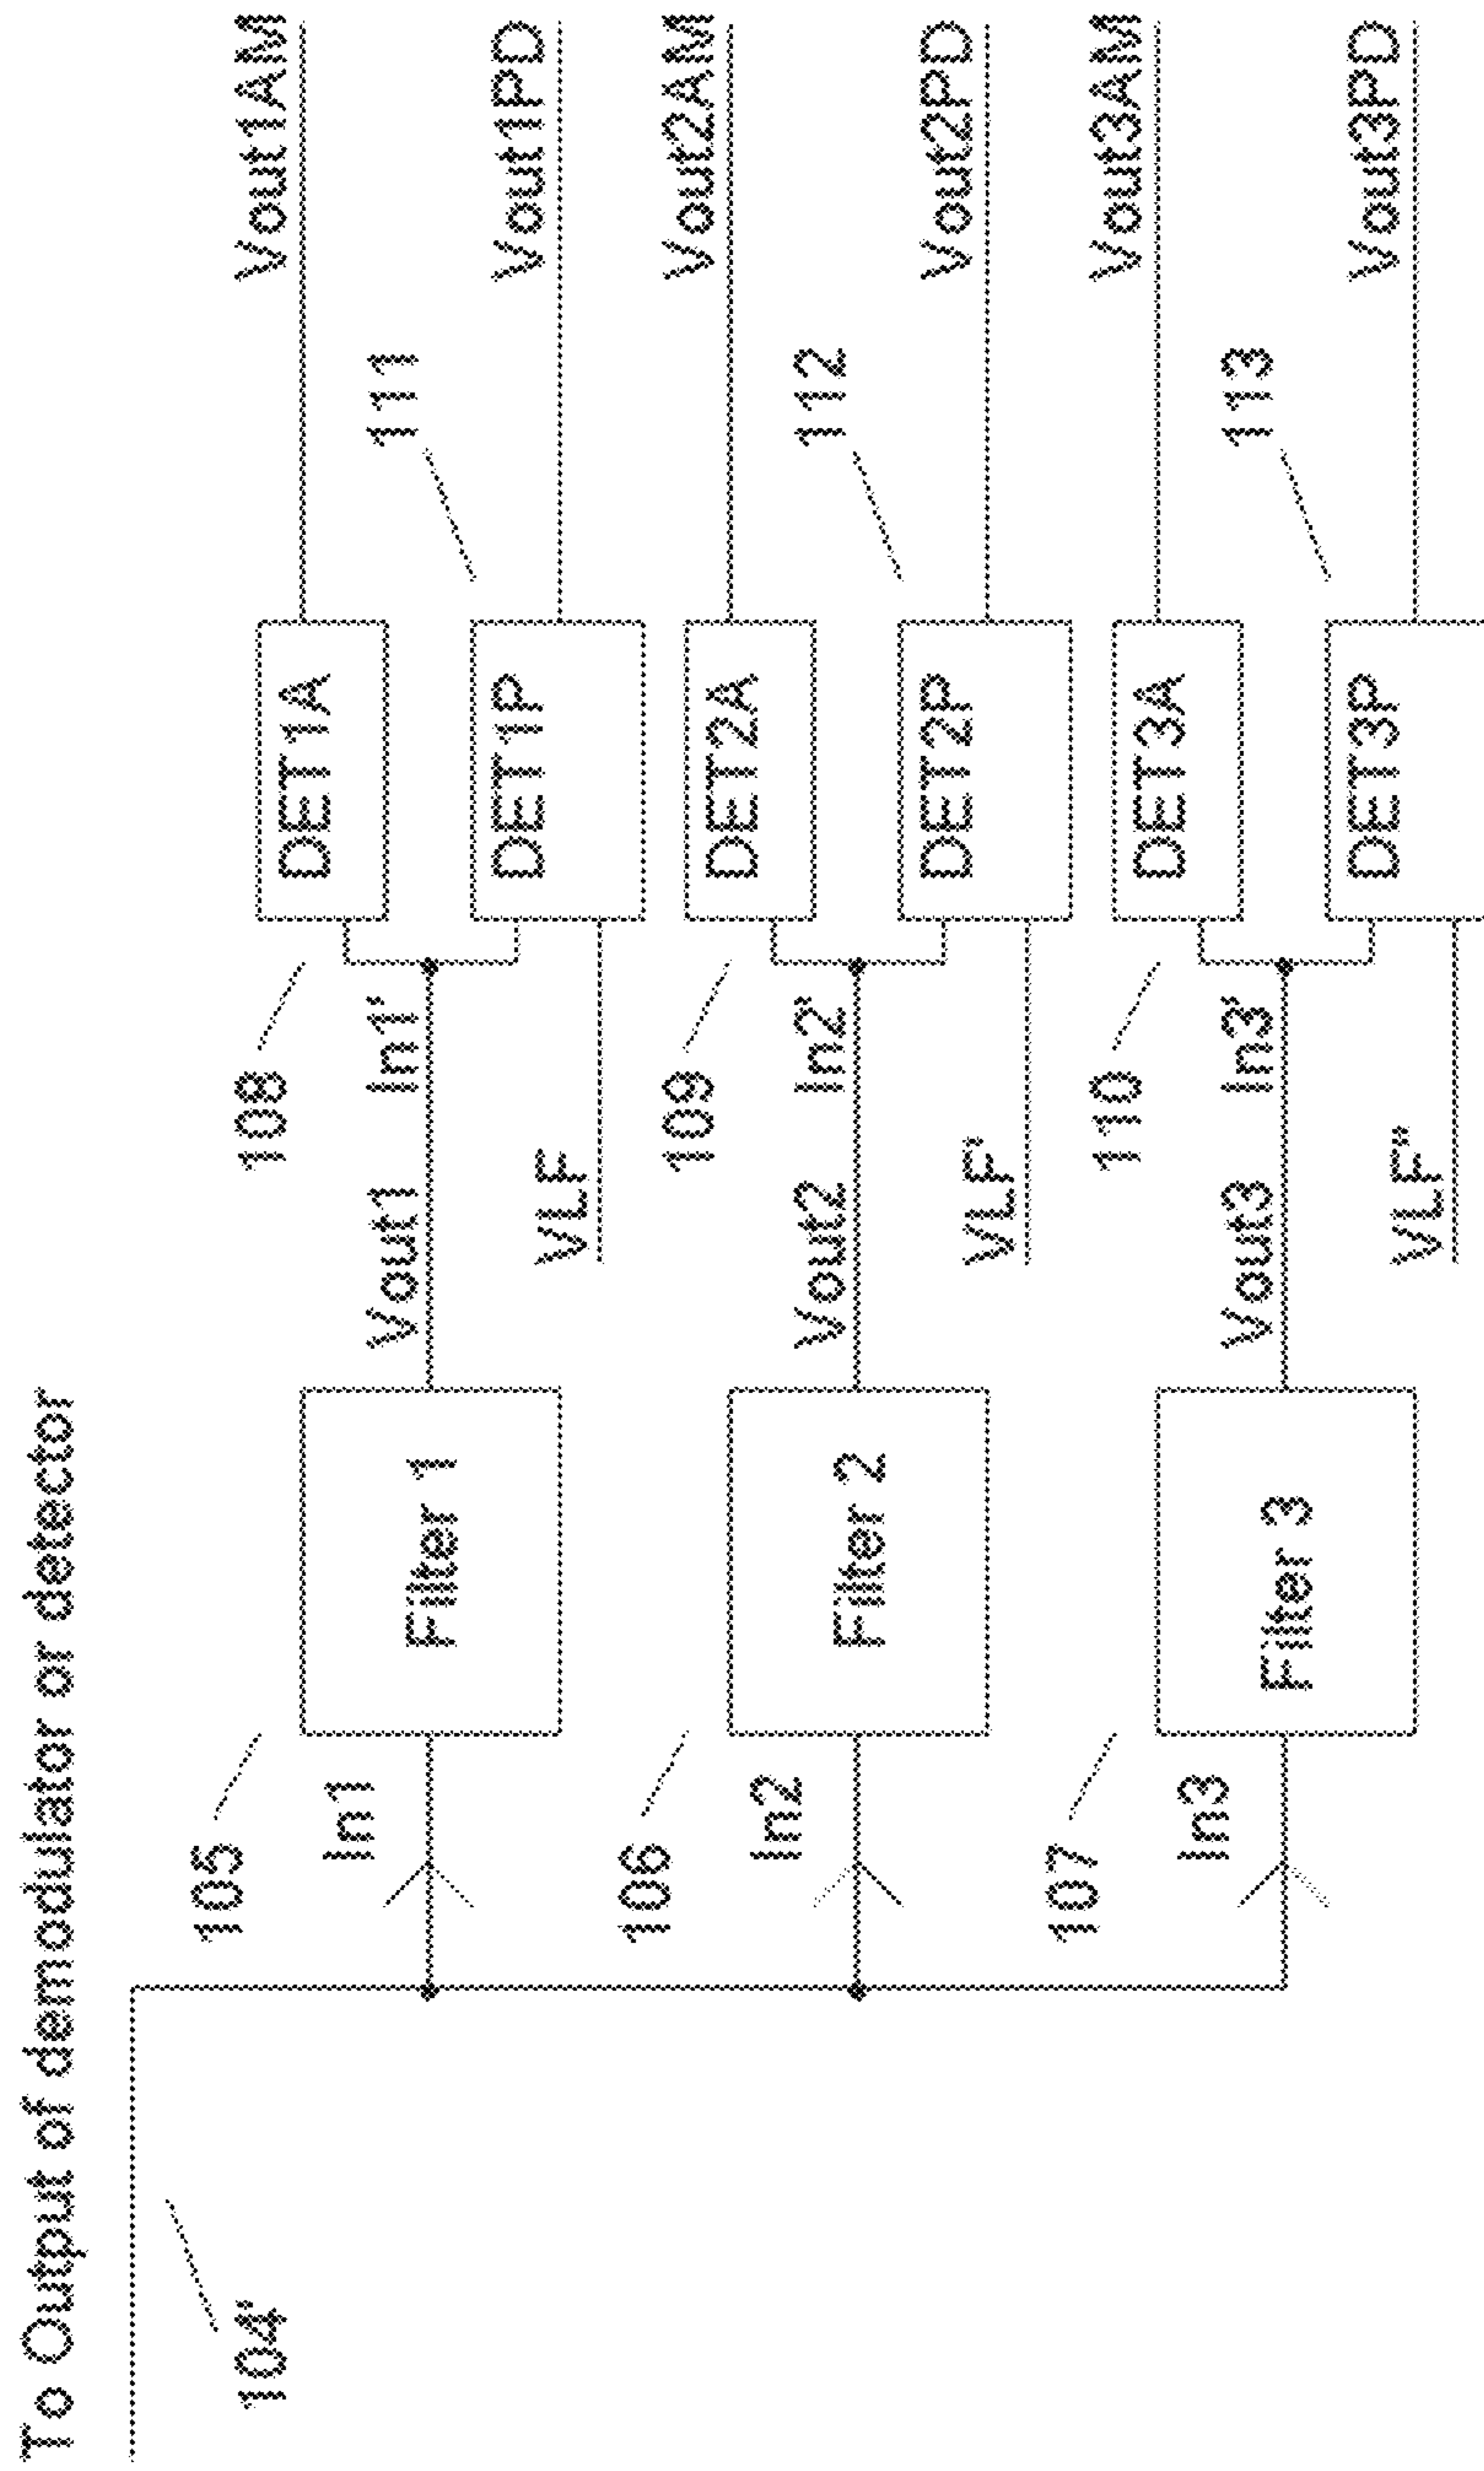 To Output of demodulator or detector
104'
105
In1
Filter 1
Vout1
In1'
108
DET1A
Vout1AM
VLF
DET1P
111
Vout1PD
106
In2
Filter 2
Vout2
In2'
109
DET2A
Vout2AM
VLF'
DET2P
112
Vout2PD
107
In3
Filter 3
Vout3
In3'
110
DET3A
Vout3AM
VLF"
DET3P
113
Vout3PD